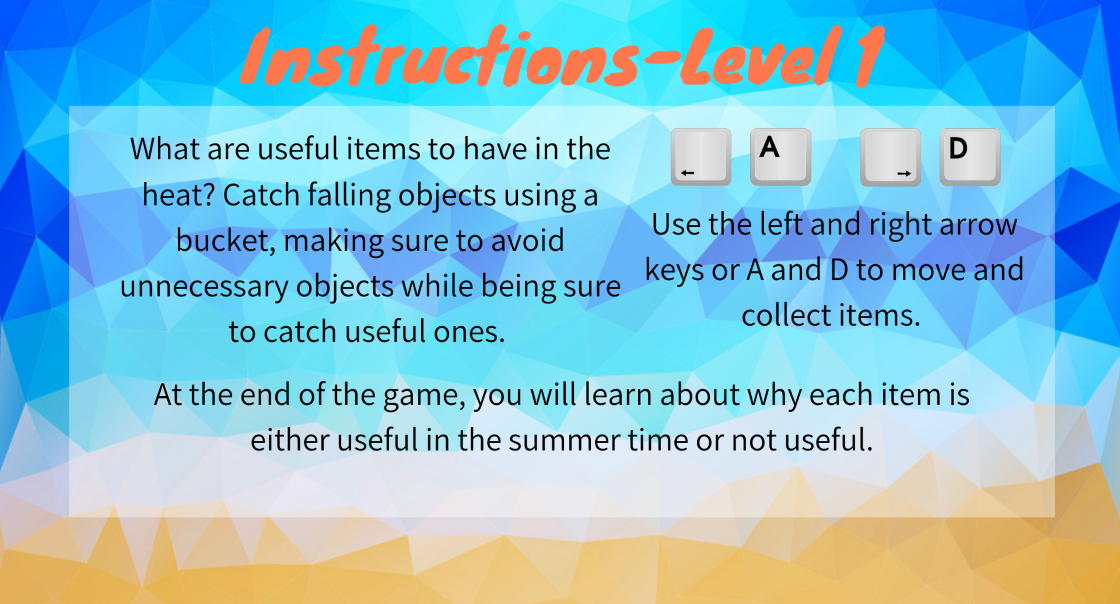 Instructions-Level 1
What are useful items to have in the
heat? Catch falling objects using a
bucket, making sure to avoid
unnecessary objects while being sure
to catch useful ones.
← A → D
Use the left and right arrow
keys or A and D to move and
collect items.
At the end of the game, you will learn about why each item is
either useful in the summer time or not useful.